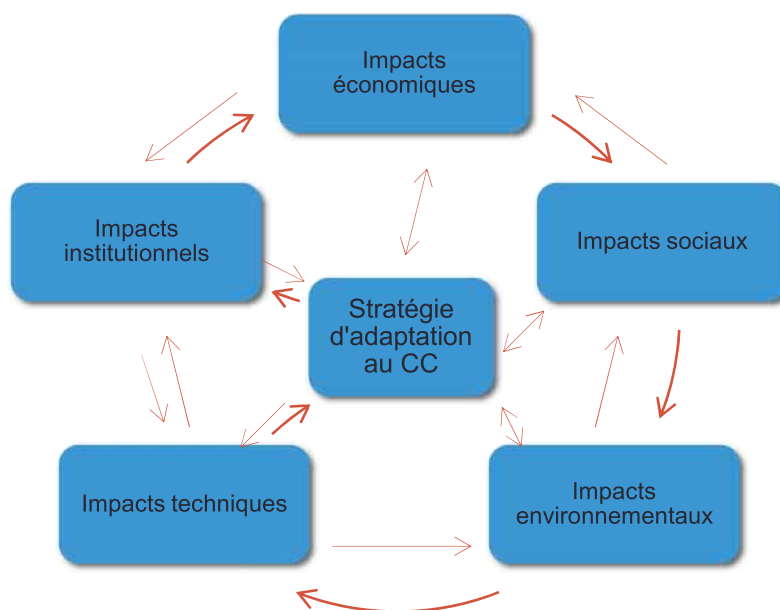 Impacts
économiques
Impacts
institutionnels
Impacts sociaux
Stratégie
d'adaptation
au CC
Impacts techniques
Impacts
environnementaux